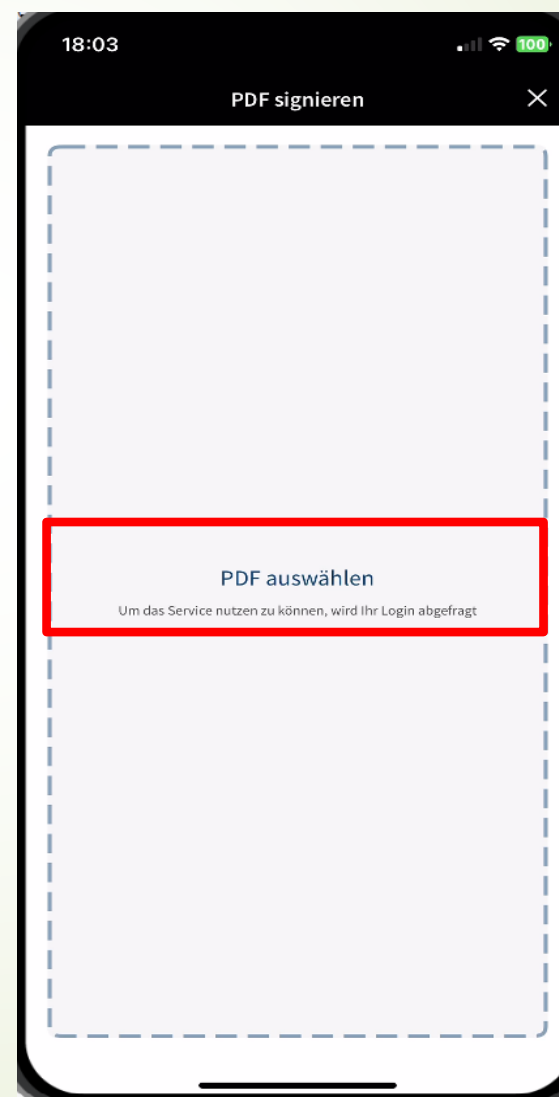 18:03
100
PDF signieren
PDF auswählen
Um das Service nutzen zu können, wird Ihr Login abgefragt